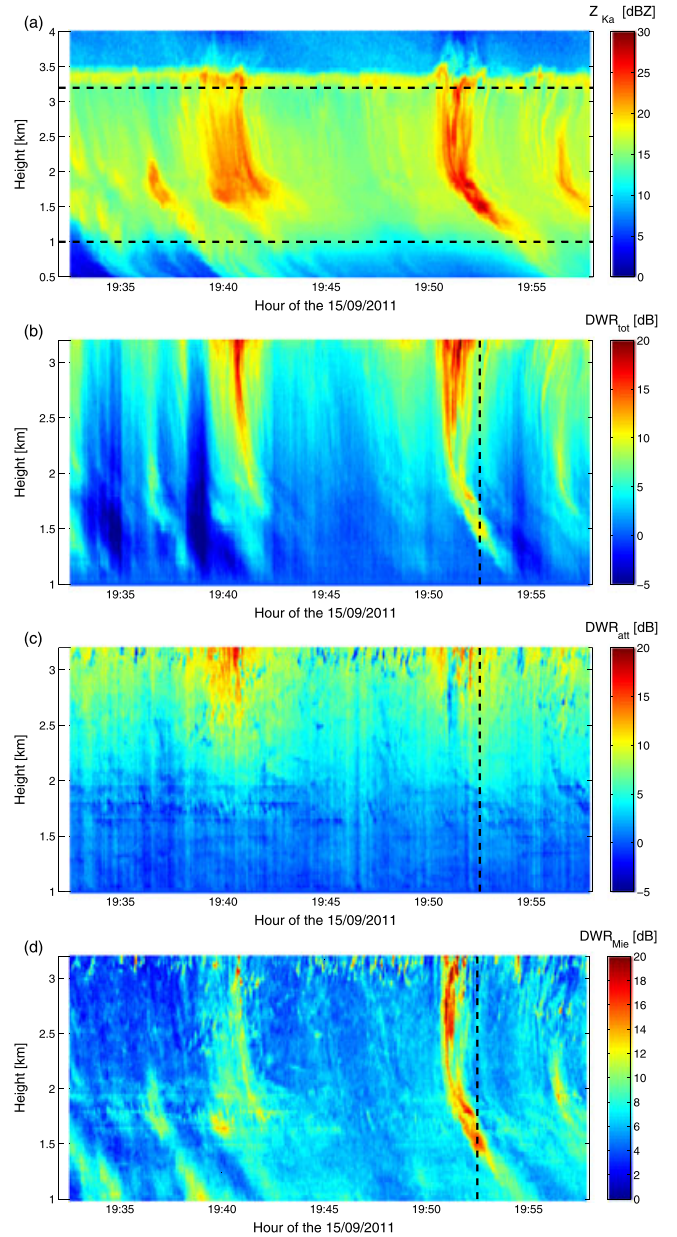 (a)
Z Ka [dBZ]
4
3.5
3
2.5
2
1.5
1
0.5
Height [km]
30
25
20
15
10
5
0
19:35 19:40 19:45 19:50 19:55
Hour of the 15/09/2011
(b)
DWR tot [dB]
3
2.5
2
1.5
1
Height [km]
20
15
10
5
0
−5
19:35 19:40 19:45 19:50 19:55
Hour of the 15/09/2011
(c)
DWR att [dB]
3
2.5
2
1.5
1
Height [km]
20
15
10
5
0
−5
19:35 19:40 19:45 19:50 19:55
Hour of the 15/09/2011
(d)
DWR Mie [dB]
3
2.5
2
1.5
1
Height [km]
20
18
16
14
12
10
8
6
4
2
0
19:35 19:40 19:45 19:50 19:55
Hour of the 15/09/2011